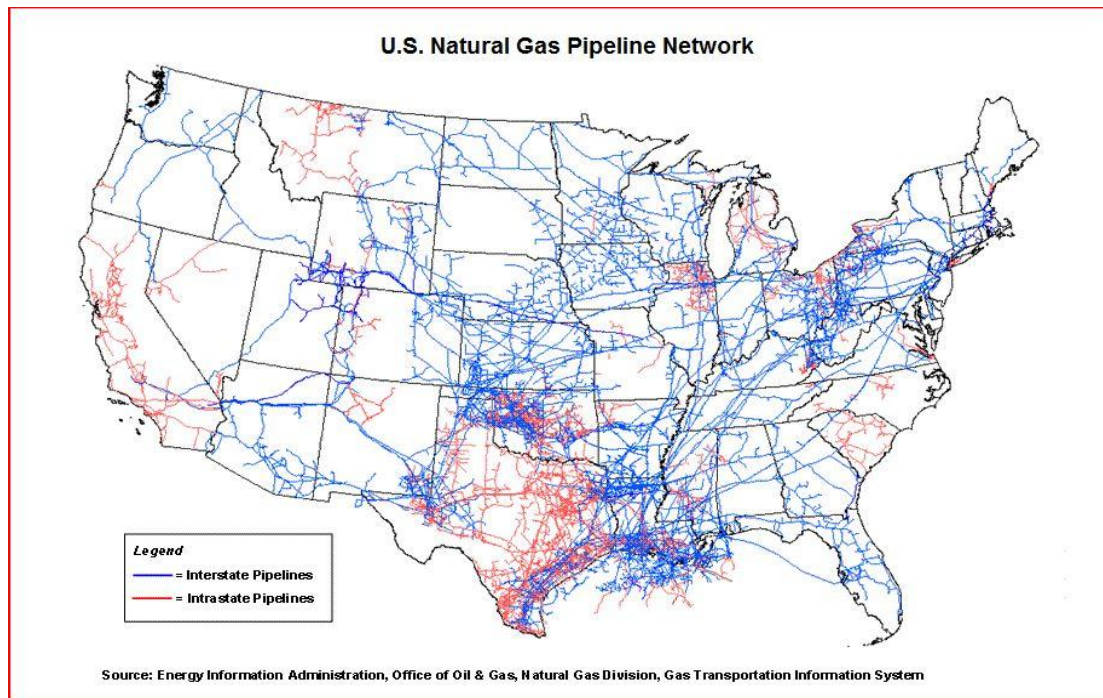 U.S. Natural Gas Pipeline Network
Legend
= Interstate Pipelines
= Intrastate Pipelines
Source: Energy Information Administration, Office of Oil & Gas, Natural Gas Division, Gas Transportation Information System